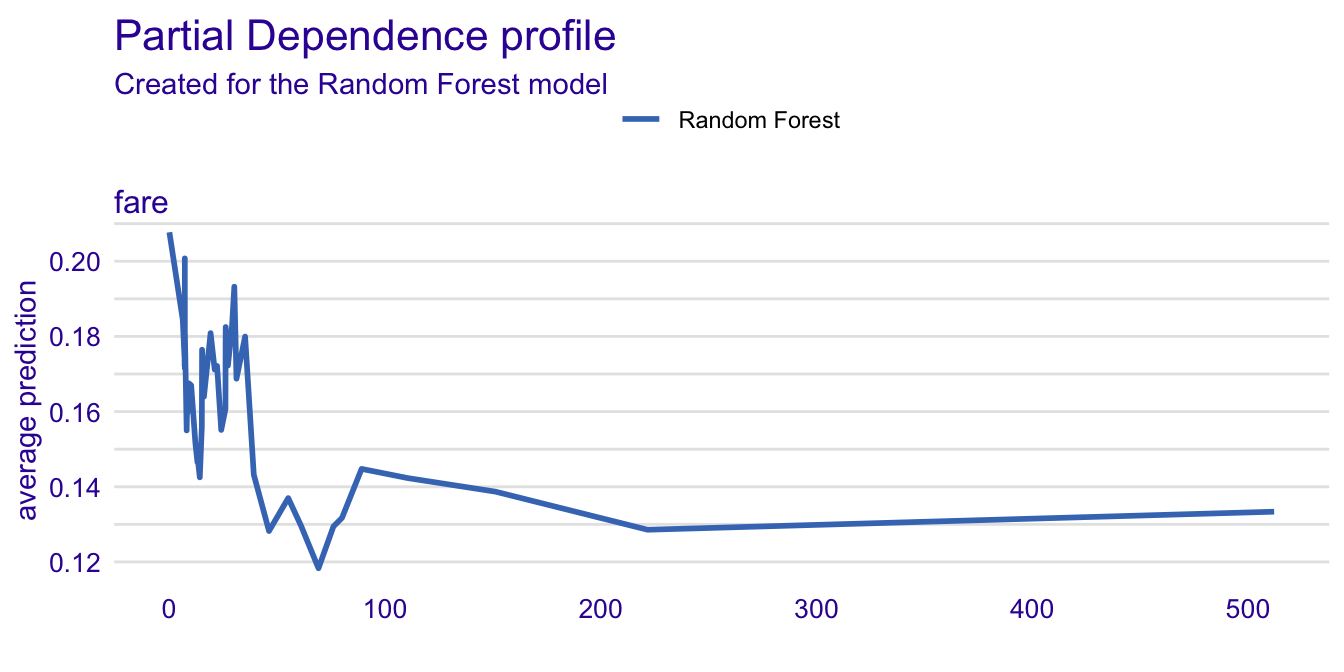 Partial Dependence profile
Created for the Random Forest model
Random Forest
fare
average prediction
0.20
0.18
0.16
0.14
0.12
0 100 200 300 400 500